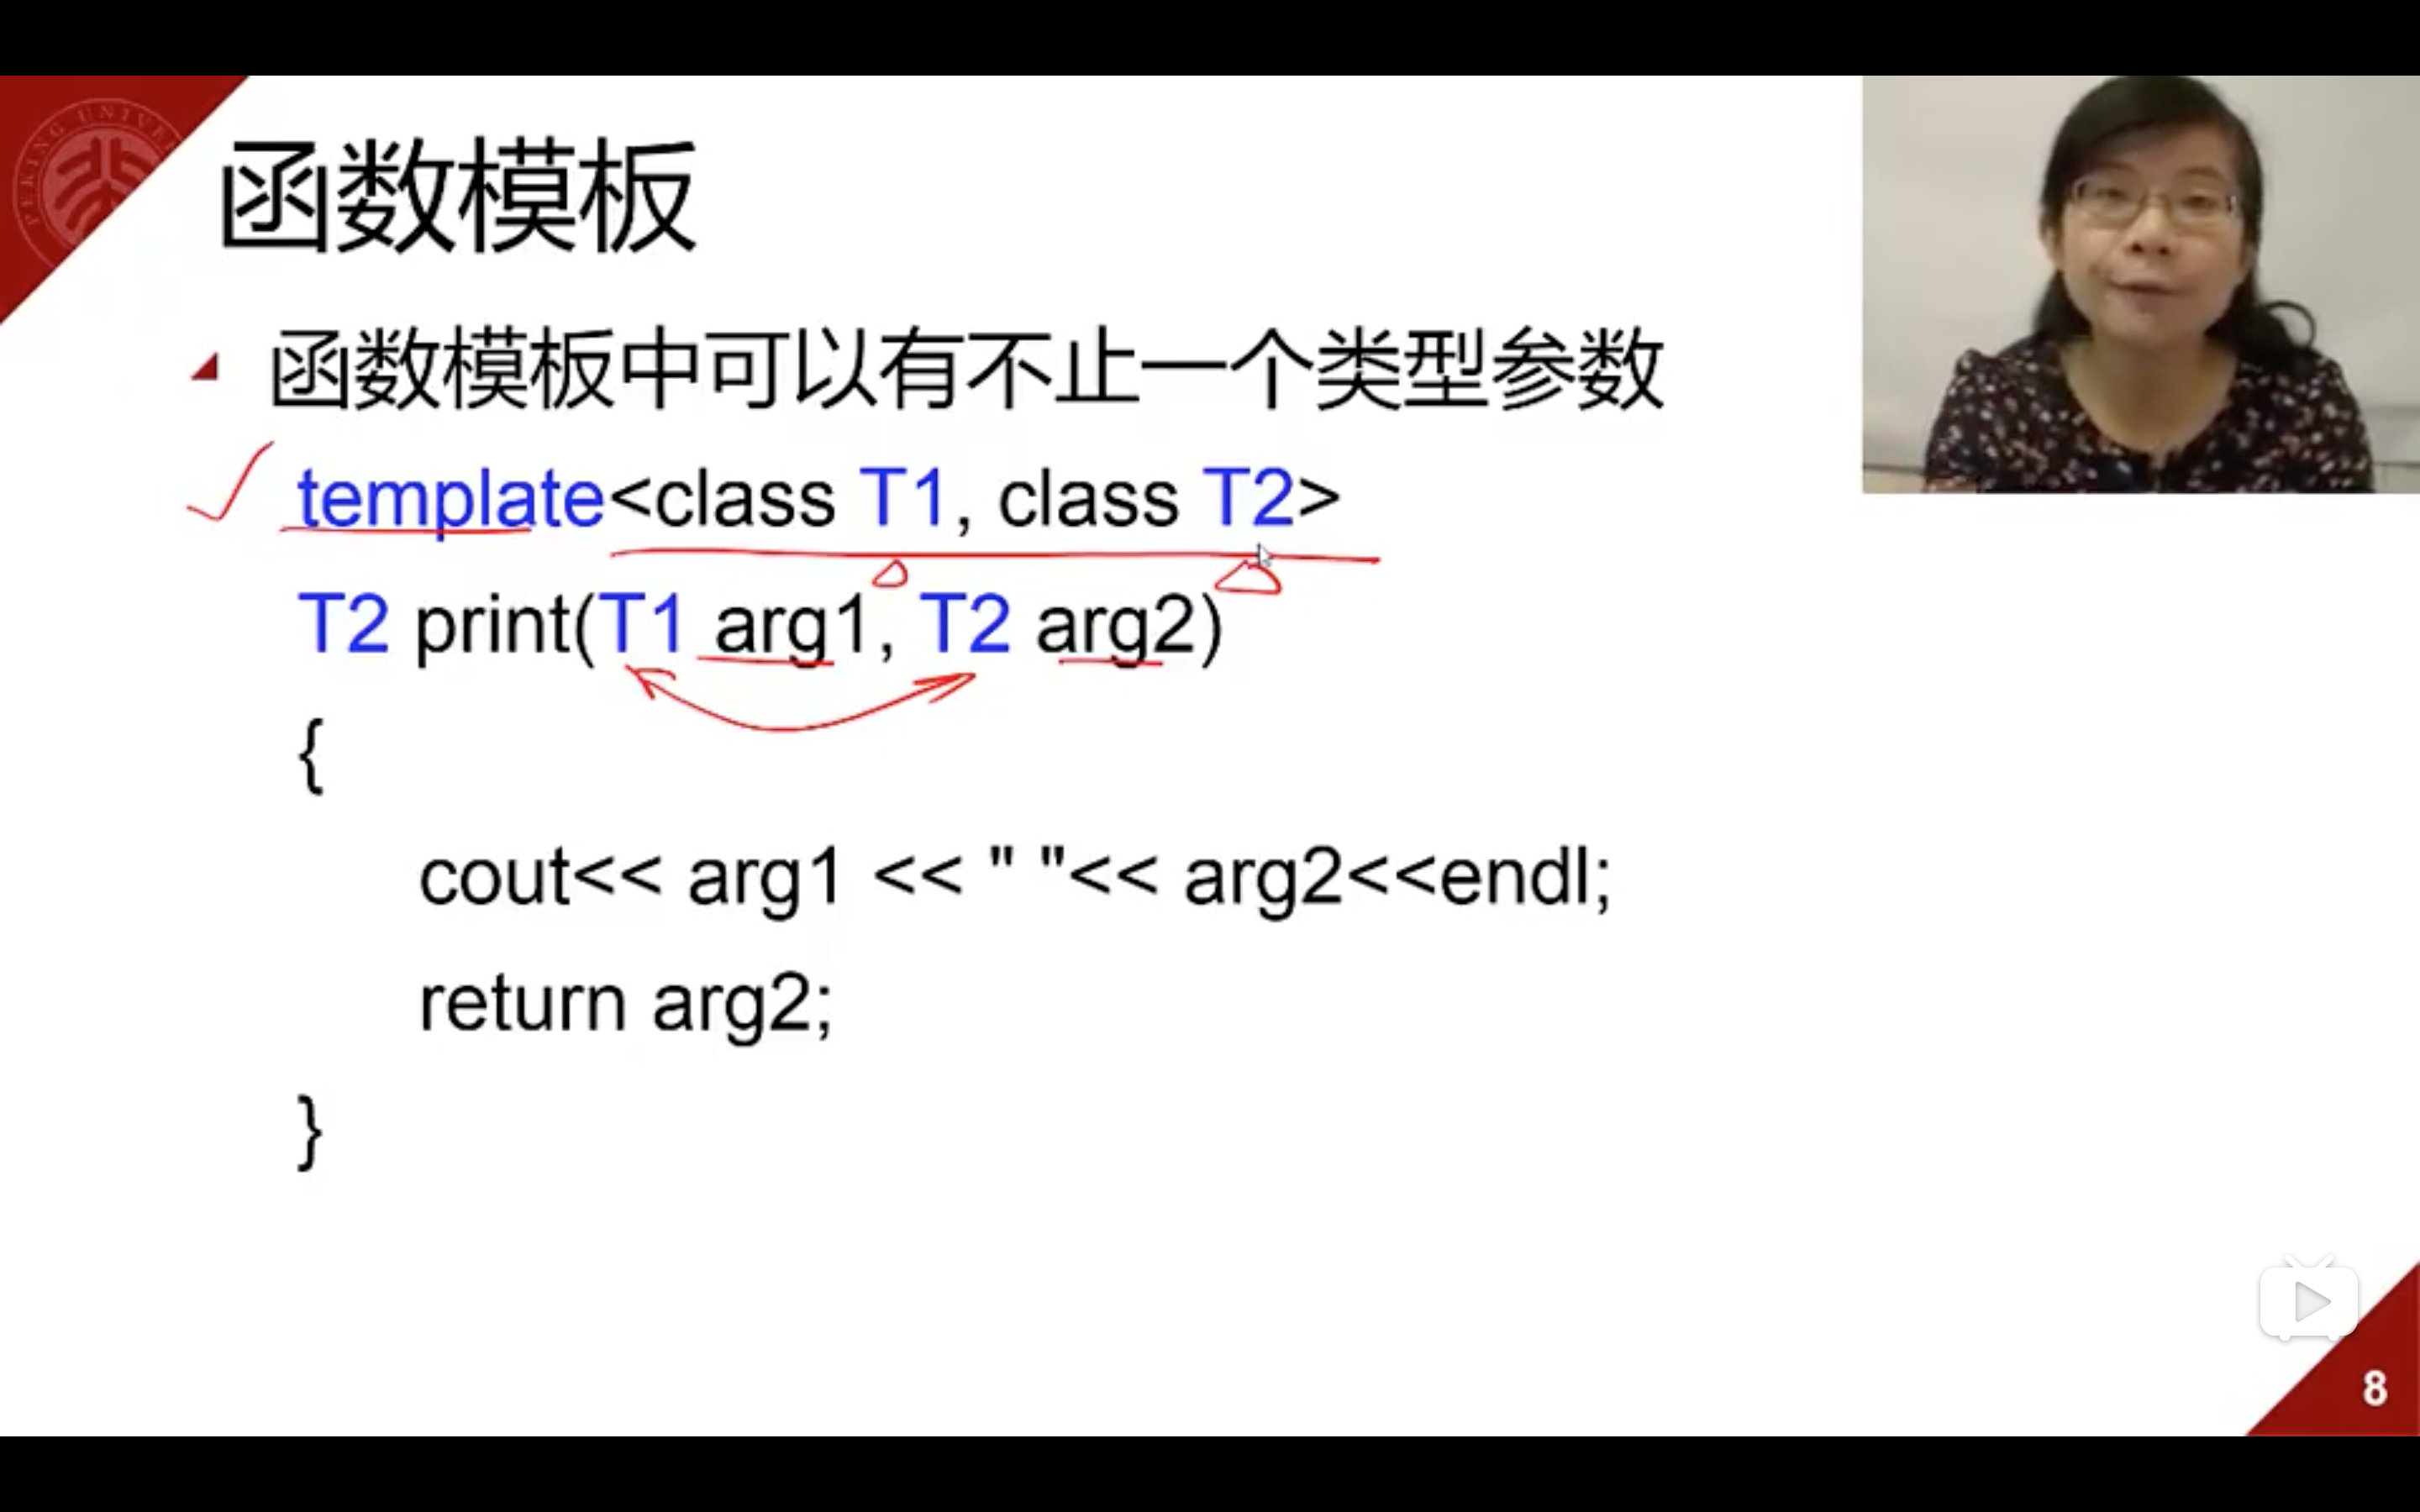 PEKING UNIVE
函数模板
函数模板中可以有不止一个类型参数
template<class T1, class T2>
T2 print(T1 arg1, T2 arg2)
{
cout<< arg1 << " "<< arg2<<endl;
return arg2;
}
8